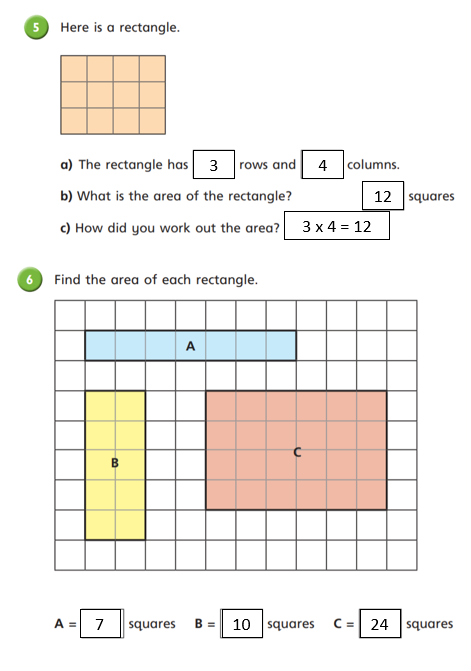 5 Here is a rectangle.
a) The rectangle has 3 rows and 4 columns.
b) What is the area of the rectangle? 12 squares
c) How did you work out the area? 3 x 4 = 12
6 Find the area of each rectangle.
A
B
C
A = 7 squares B = 10 squares C = 24 squares